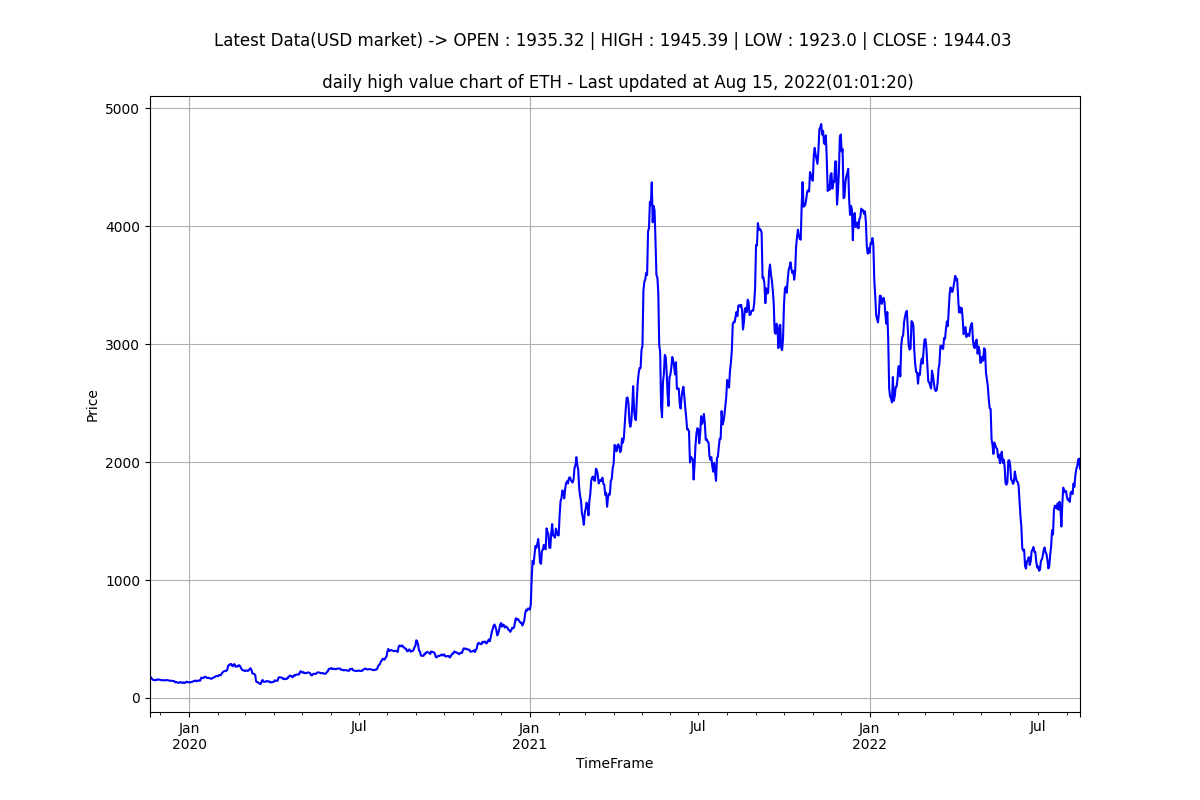 Latest Data(USD market) -> OPEN : 1935.32 | HIGH : 1945.39 | LOW : 1923.0 | CLOSE : 1944.03
daily high value chart of ETH - Last updated at Aug 15, 2022(01:01:20)
5000
4000
3000
2000
1000
0
Price
Jan Jul Jan Jul Jan Jul
2020 2021 2022
TimeFrame